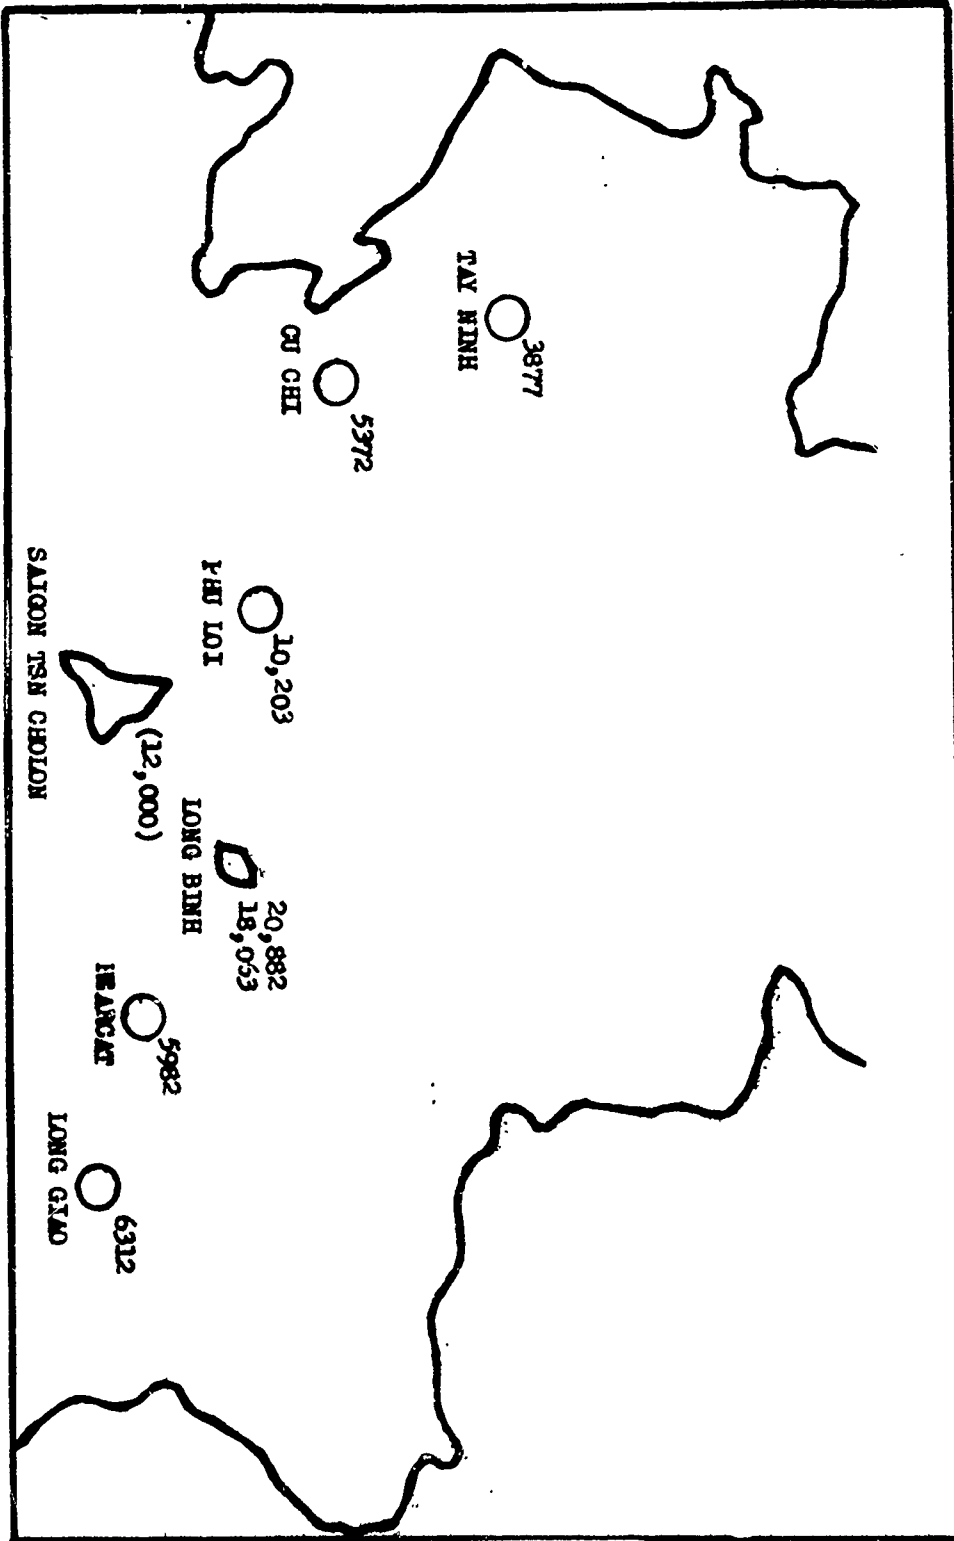 TAY NINH
3877
CU CHI
5372
PHU LOI
10,203
SAIGON TSN CHOLON
(12,000)
LONG BINH
20,882
18,053
BEARCAT
5982
LONG GIAO
6312